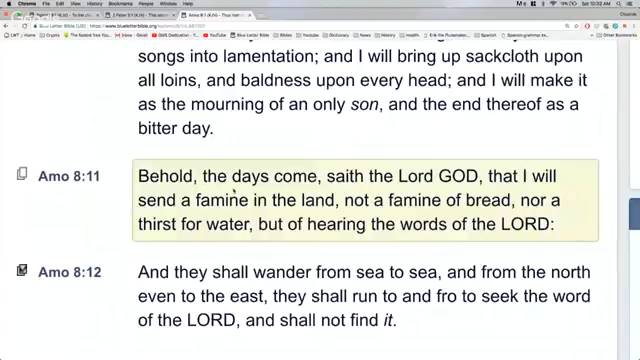 Chrome File Edit View History Bookmarks People Window Help
Sat 10:32 AM
songs into lamentation; and I will bring up sackcloth upon
all loins, and baldness upon every head; and I will make it
as the mourning of an only son, and the end thereof as a
bitter day.
Amo 8:11
Behold, the days come, saith the Lord GOD, that I will
send a famine in the land, not a famine of bread, nor a
thirst for water, but of hearing the words of the LORD:
Amo 8:12
And they shall wander from sea to sea, and from the north
even to the east, they shall run to and fro to seek the word
of the LORD, and shall not find it.